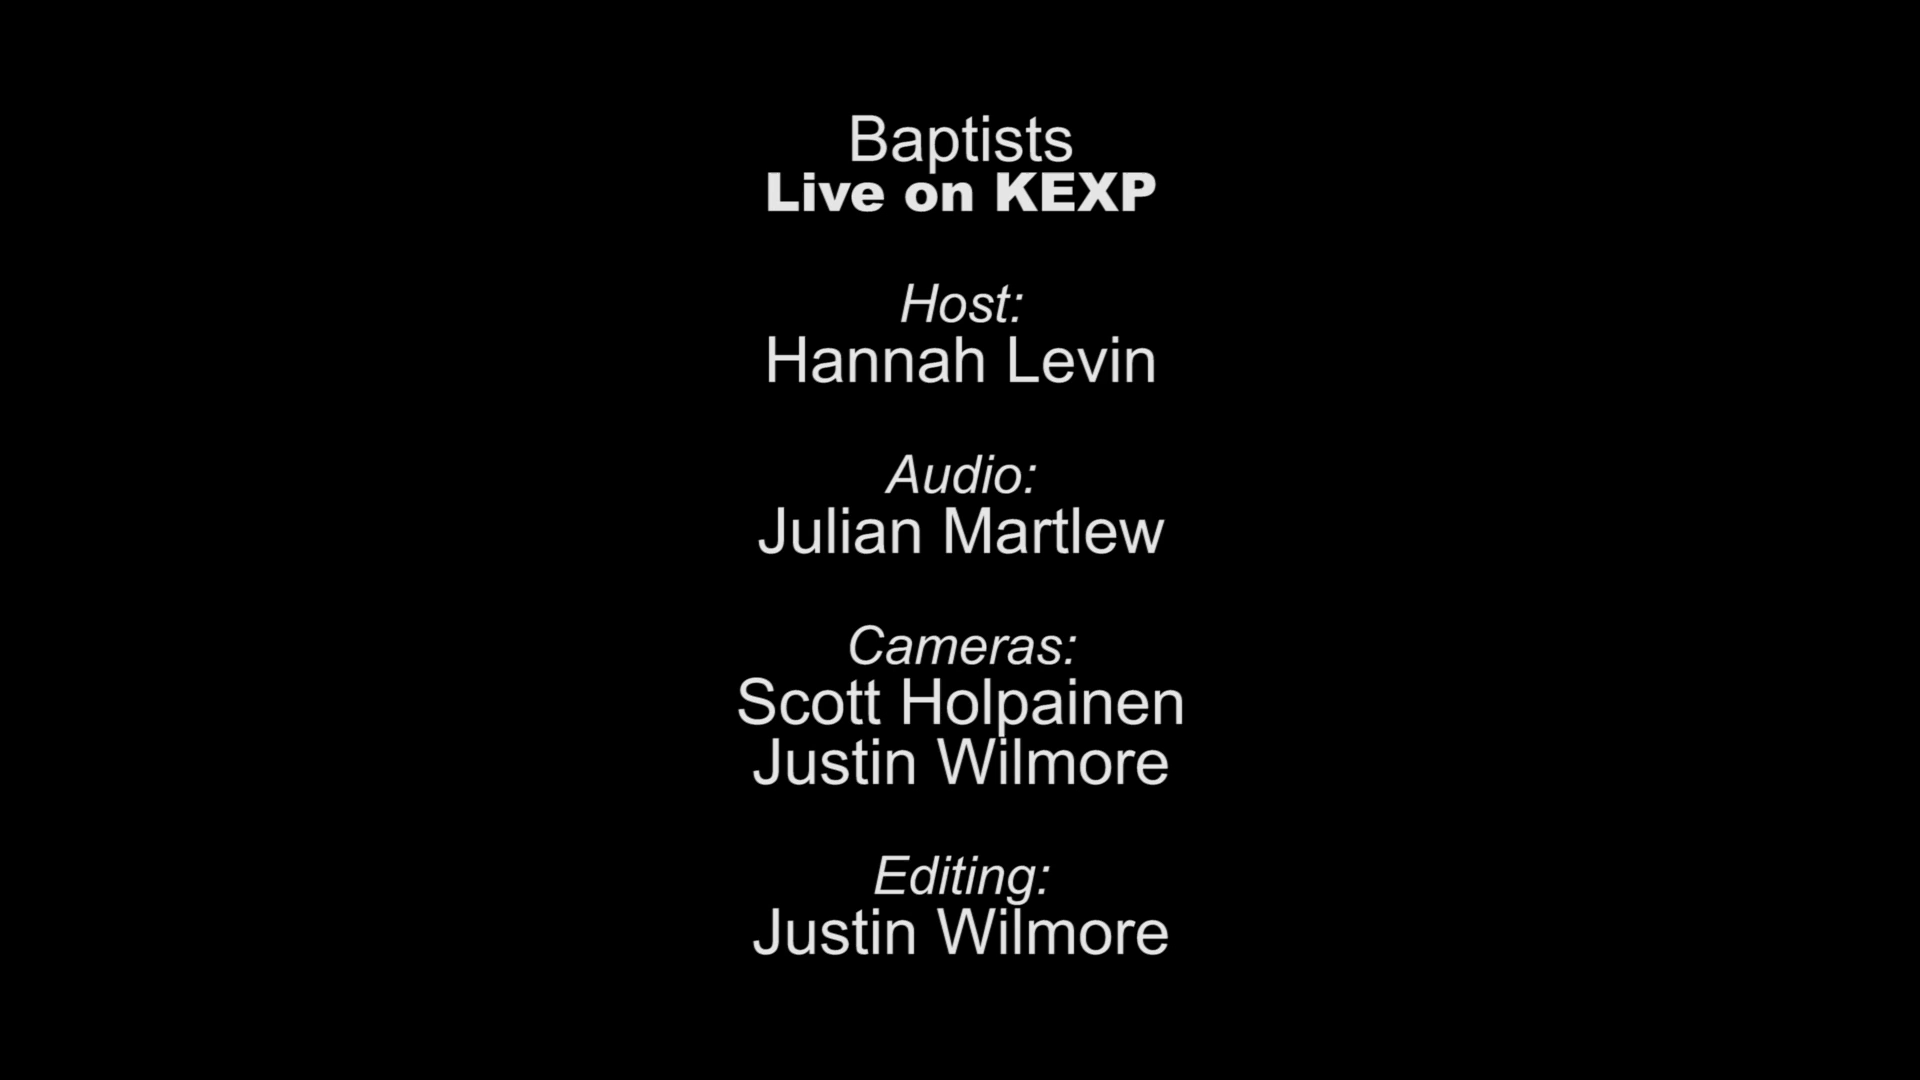 Baptists
Live on KEXP
Host:
Hannah Levin
Audio:
Julian Martlew
Cameras:
Scott Holpainen
Justin Wilmore
Editing:
Justin Wilmore